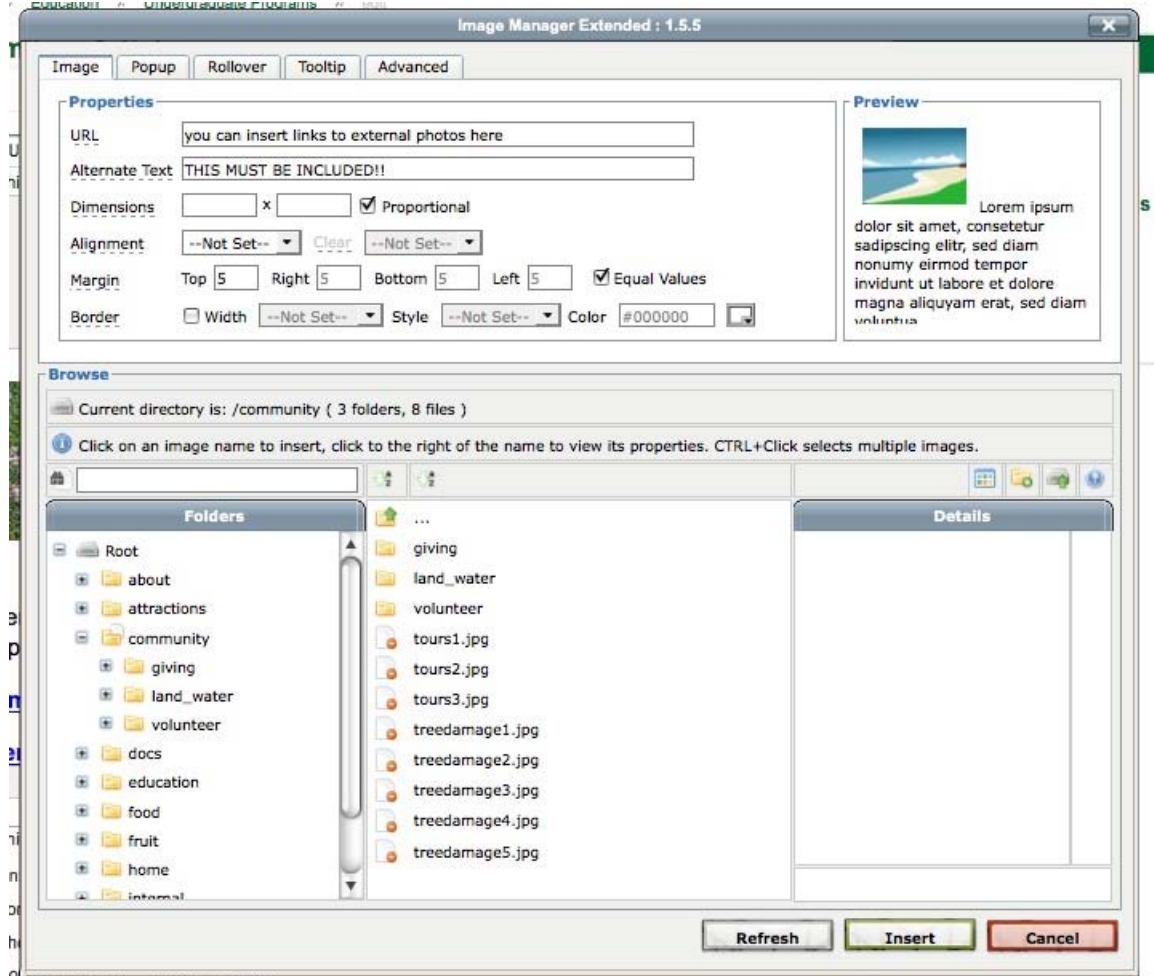 Education // Undergraduate Programs // edit
Image Manager Extended : 1.5.5
Image Popup Rollover Tooltip Advanced
Properties
URL you can insert links to external photos here
Alternate Text THIS MUST BE INCLUDED!!
Dimensions x Proportional
Alignment --Not Set-- Clear --Not Set--
Margin Top 5 Right 5 Bottom 5 Left 5 Equal Values
Border Width --Not Set-- Style --Not Set-- Color #000000
Preview
Lorem ipsum
dolor sit amet, consetetur
sadipscing elitr, sed diam
nonumy eirmod tempor
invidunt ut labore et dolore
magna aliquyam erat, sed diam
voluptua
Browse
Current directory is: /community ( 3 folders, 8 files )
Click on an image name to insert, click to the right of the name to view its properties. CTRL+Click selects multiple images.
Folders
Root
about
attractions
community
giving
land_water
volunteer
docs
education
food
fruit
home
internal
...
giving
land_water
volunteer
tours1.jpg
tours2.jpg
tours3.jpg
treedamage1.jpg
treedamage2.jpg
treedamage3.jpg
treedamage4.jpg
treedamage5.jpg
Details
Refresh Insert Cancel